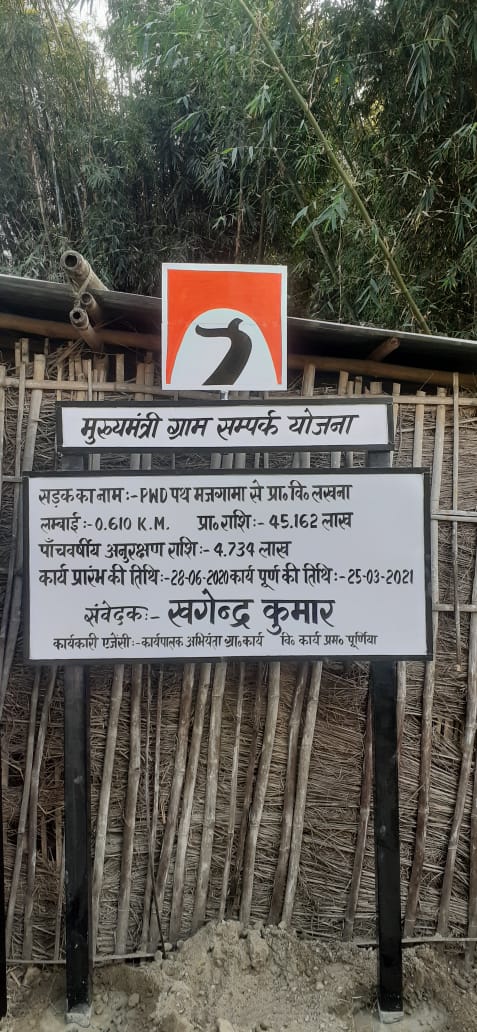 मुख्यमंत्री ग्राम सम्पर्क योजना
सड़क का नाम :- PWD पथ मजगामा से प्रा० वि० लखना
लम्बाई :- 0.610 K.M. प्रा० राशि :- 45.162 लाख
पाँचवर्षीय अनुरक्षण राशि :- 4.734 लाख
कार्य प्रारंभ की तिथि :- 28-06-2020 कार्य पूर्ण की तिथि :- 25-03-2021
संवेदक :- खगेन्द्र कुमार
कार्यकारी एजेंसी :- कार्यपालक अभियंता ग्रा० कार्य वि० कार्य प्रम० पूर्णिया